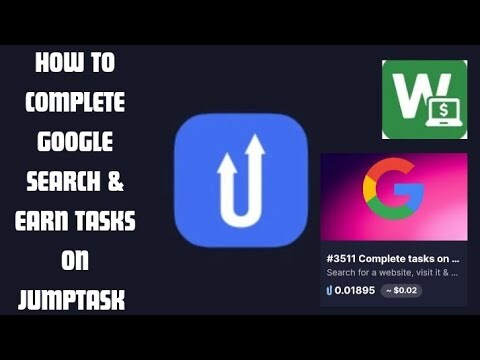 HOW TO
COMPLETE
GOOGLE
SEARCH &
EARN TASKS
ON
JUMPTASK
W
$
G
#3511 Complete tasks on ...
Search for a website, visit it & ...
0.01895 ~ $0.02